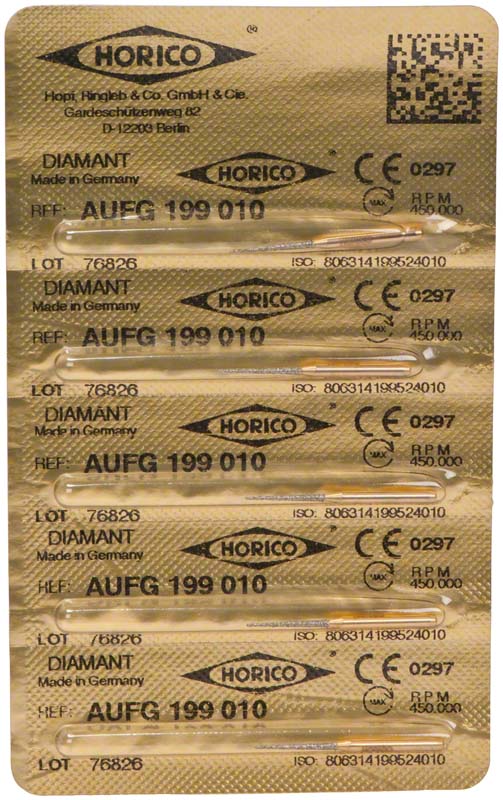 HORICO ®
Hopf, Ringleb & Co. GmbH & Cie.
Gardeschützenweg 82
D-12203 Berlin
DIAMANT HORICO ® CE 0297
Made in Germany
REF: AUFG 199 010 MAX RPM 450.000
LOT 76826 ISO: 806314199524010
DIAMANT HORICO ® CE 0297
Made in Germany
REF: AUFG 199 010 MAX RPM 450.000
LOT 76826 ISO: 806314199524010
DIAMANT HORICO ® CE 0297
Made in Germany
REF: AUFG 199 010 MAX RPM 450.000
LOT 76826 ISO: 806314199524010
DIAMANT HORICO ® CE 0297
Made in Germany
REF: AUFG 199 010 MAX RPM 450.000
LOT 76826 ISO: 806314199524010
DIAMANT HORICO ® CE 0297
Made in Germany
REF: AUFG 199 010 MAX RPM 450.000
LOT 76826 ISO: 806314199524010